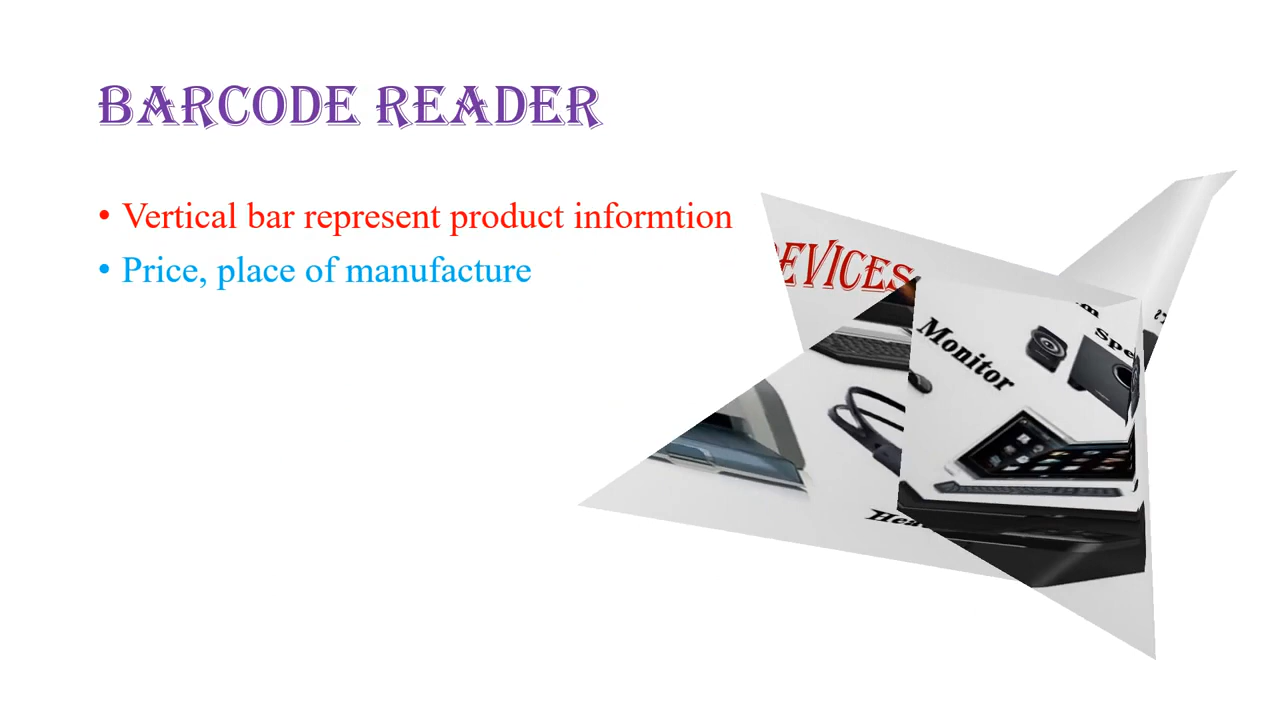 BARCODE READER
• Vertical bar represent product informtion
• Price, place of manufacture
EVICES
Monitor